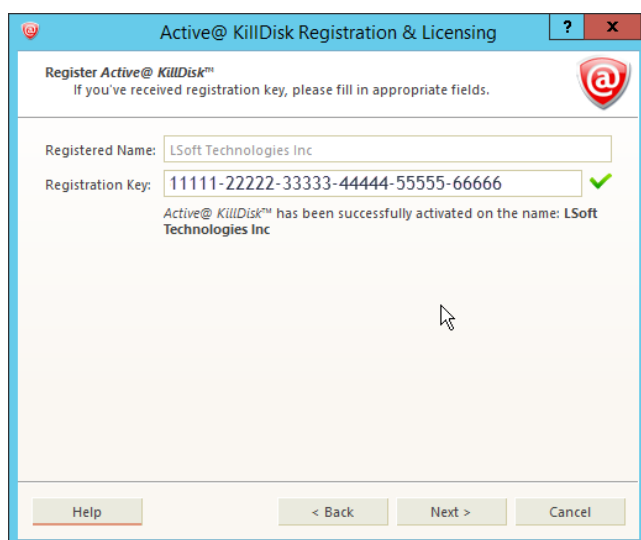 Active@ KillDisk Registration & Licensing
? x
Register Active@ KillDisk™
If you've received registration key, please fill in appropriate fields.
@
Registered Name: LSoft Technologies Inc
Registration Key: 11111-22222-33333-44444-55555-66666
Active@ KillDisk™ has been successfully activated on the name: LSoft
Technologies Inc
Help < Back Next > Cancel